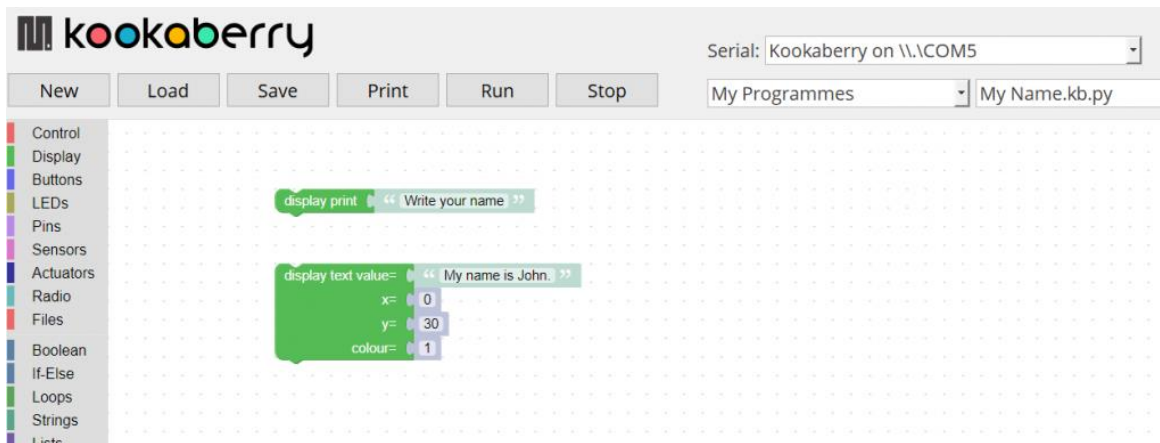 kookaberry
Serial: Kookaberry on \\.\COM5
New Load Save Print Run Stop My Programmes My Name.kb.py
Control
Display
Buttons
LEDs
Pins
Sensors
Actuators
Radio
Files
Boolean
If-Else
Loops
Strings
Lists
display print “ Write your name ”
display text value= “ My name is John. ”
x= 0
y= 30
colour= 1